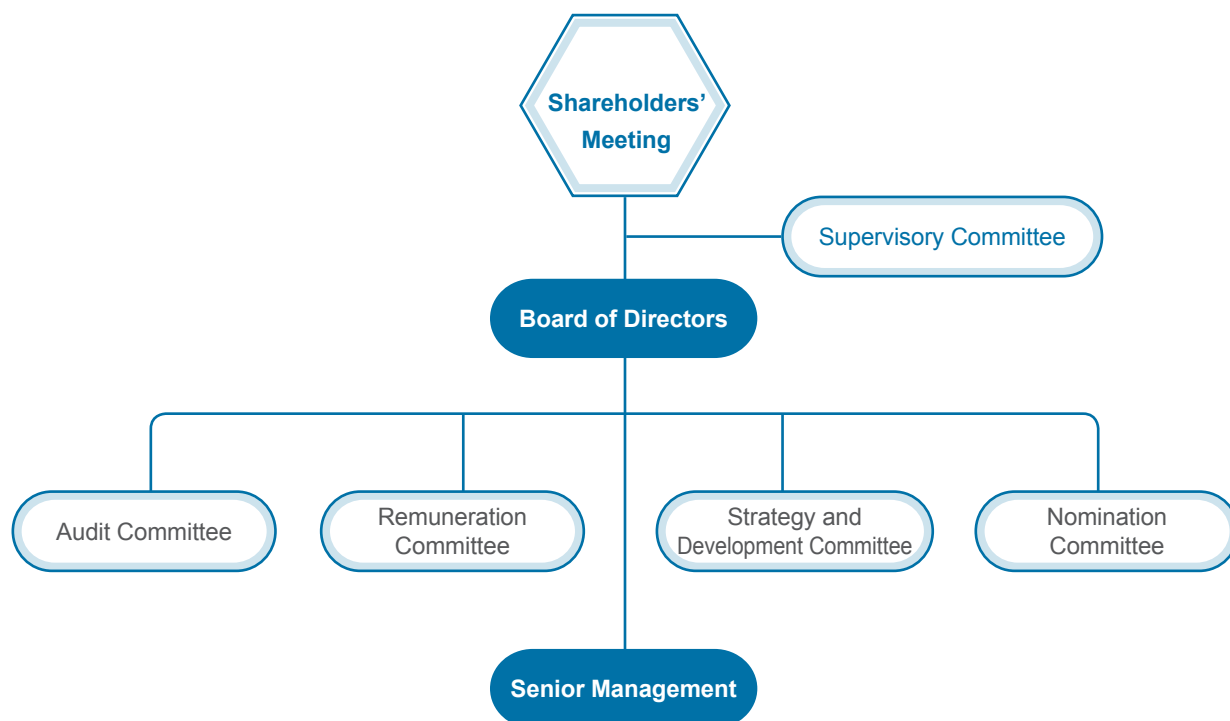 Shareholders’
Meeting
Supervisory Committee
Board of Directors
Audit Committee
Remuneration
Committee
Strategy and
Development Committee
Nomination
Committee
Senior Management